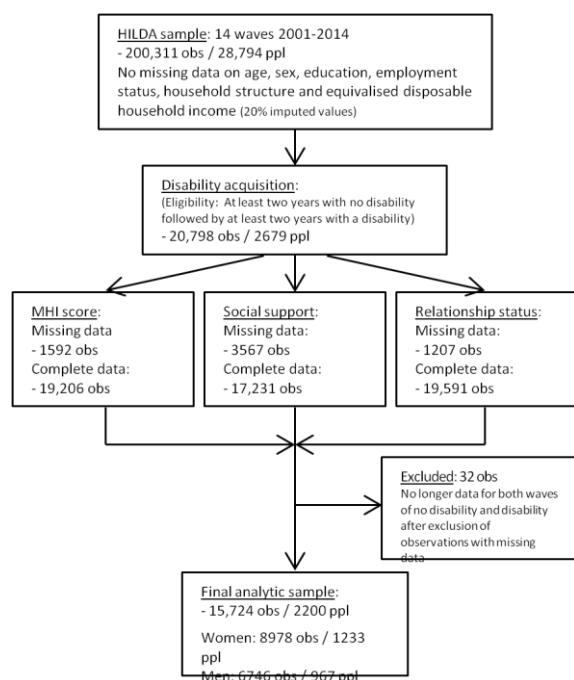 HILDA sample: 14 waves 2001-2014
- 200,311 obs / 28,794 ppl
No missing data on age, sex, education, employment
status, household structure and equivalised disposable
household income (20% imputed values)
Disability acquisition:
(Eligibility: At least two years with no disability
followed by at least two years with a disability)
- 20,798 obs / 2679 ppl
MHI score:
Missing data
- 1592 obs
Complete data:
- 19,206 obs
Social support:
Missing data:
- 3567 obs
Complete data:
- 17,231 obs
Relationship status:
Missing data:
- 1207 obs
Complete data:
- 19,591 obs
Excluded: 32 obs
No longer data for both waves
of no disability and disability
after exclusion of
observations with missing
data
Final analytic sample:
- 15,724 obs / 2200 ppl
Women: 8978 obs / 1233
ppl
Men: 6746 obs / 967 ppl